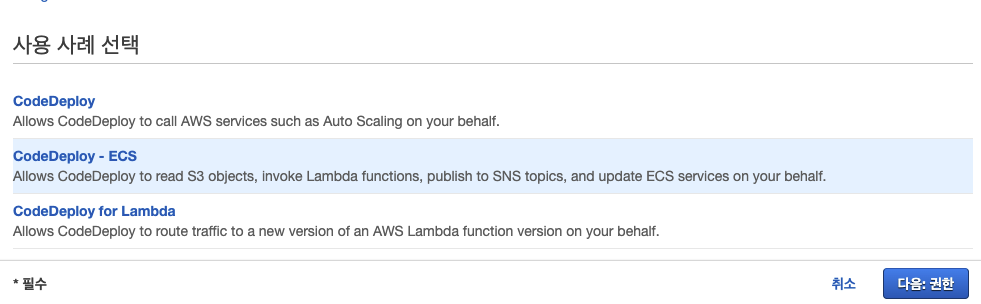 사용 사례 선택
CodeDeploy
Allows CodeDeploy to call AWS services such as Auto Scaling on your behalf.
CodeDeploy - ECS
Allows CodeDeploy to read S3 objects, invoke Lambda functions, publish to SNS topics, and update ECS services on your behalf.
CodeDeploy for Lambda
Allows CodeDeploy to route traffic to a new version of an AWS Lambda function version on your behalf.
* 필수 취소 다음: 권한